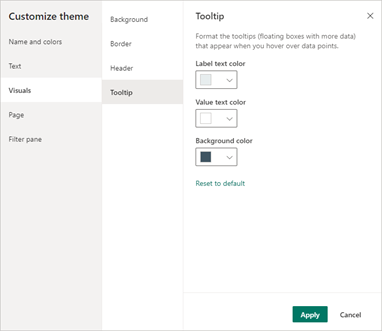 Customize theme
Name and colors
Text
Visuals
Page
Filter pane
Background
Border
Header
Tooltip
Tooltip
Format the tooltips (floating boxes with more data)
that appear when you hover over data points.
Label text color
Value text color
Background color
Reset to default
Apply
Cancel